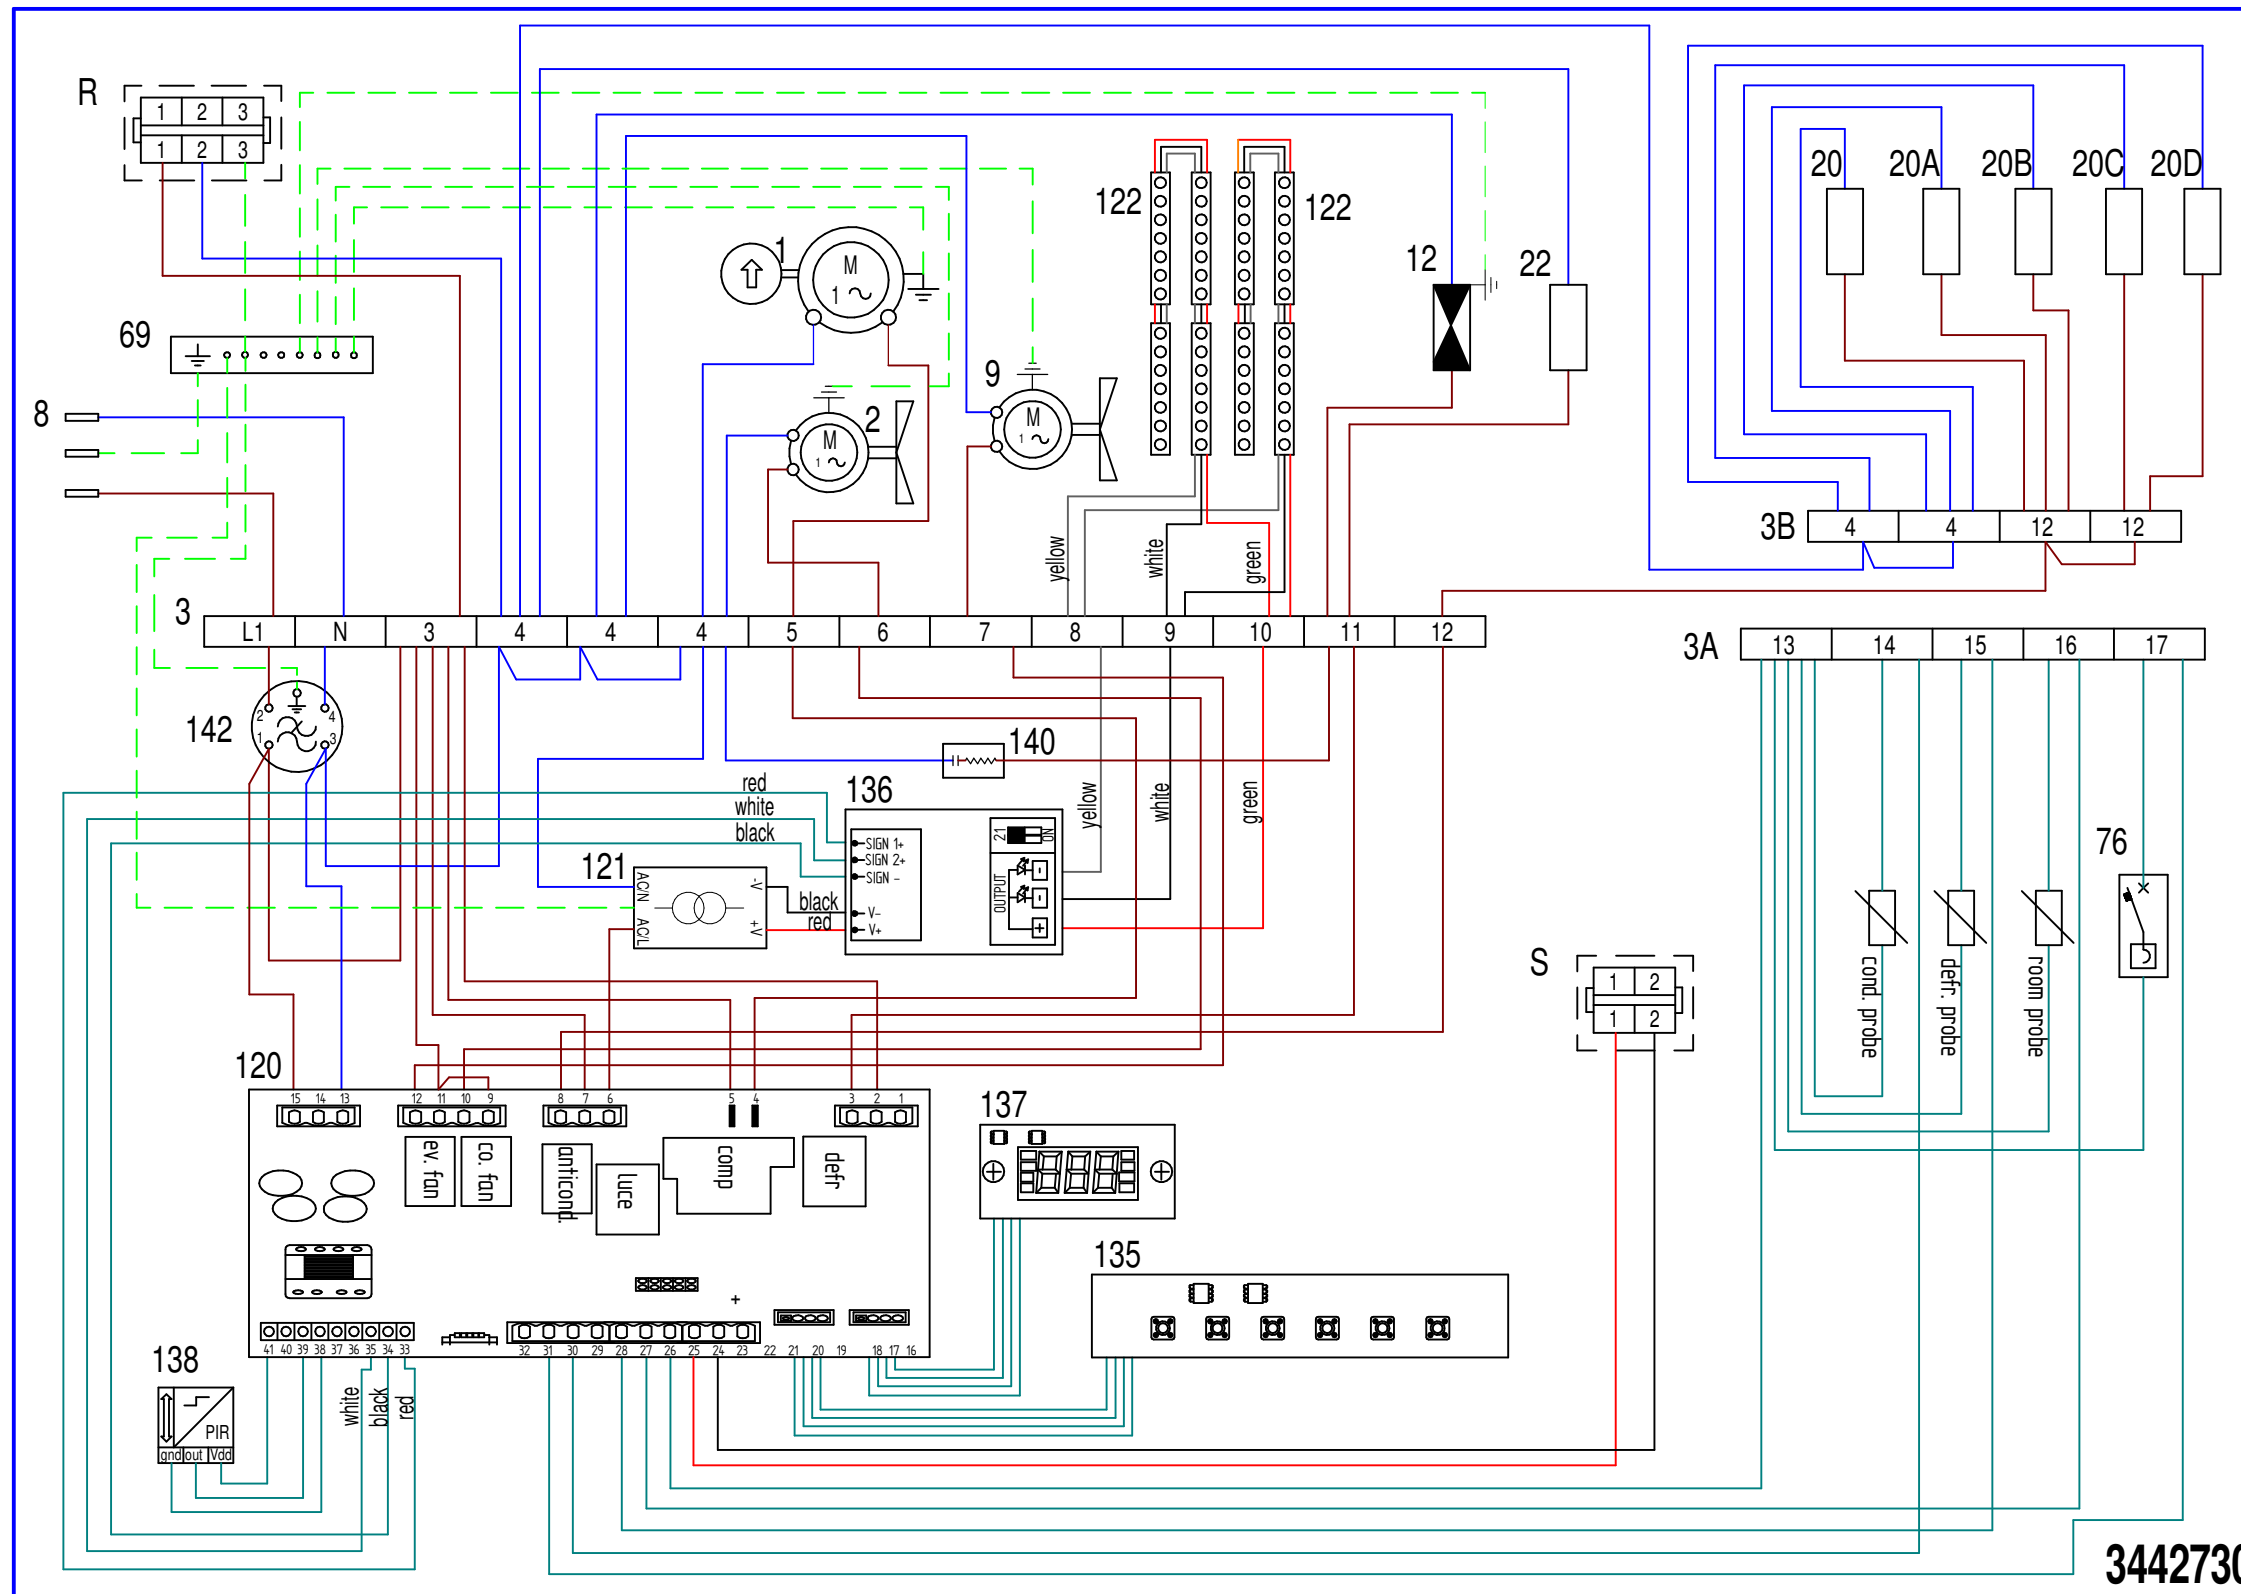 R
1 2 3
1 2 3
69
8
1
M
1
2
M
1
9
M
1
122
122
12
22
20
20A
20B
20C
20D
3B
4 4 12 12
yellow
white
green
3
L1 N 3 4 4 4 5 6 7 8 9 10 11 12
3A
13 14 15 16 17
142
2 4
1 3
140
136
red
white
black
SIGN 1+
SIGN 2+
SIGN -
V-
V+
21
ON
OUTPUT
- - +
yellow
white
green
121
AC/N
AC/L
-V
+V
black
red
76
cond. probe
defr. probe
room probe
S
1 2
1 2
120
15 14 13 12 11 10 9 8 7 6 5 4 3 2 1
ev. fan
co. fan
anticond.
luce
comp
defr
+
137
135
41 40 39 38 37 36 35 34 33 32 31 30 29 28 27 26 25 24 23 22 21 20 19 18 17 16
138
PIR
gnd out Vdd
white
black
red